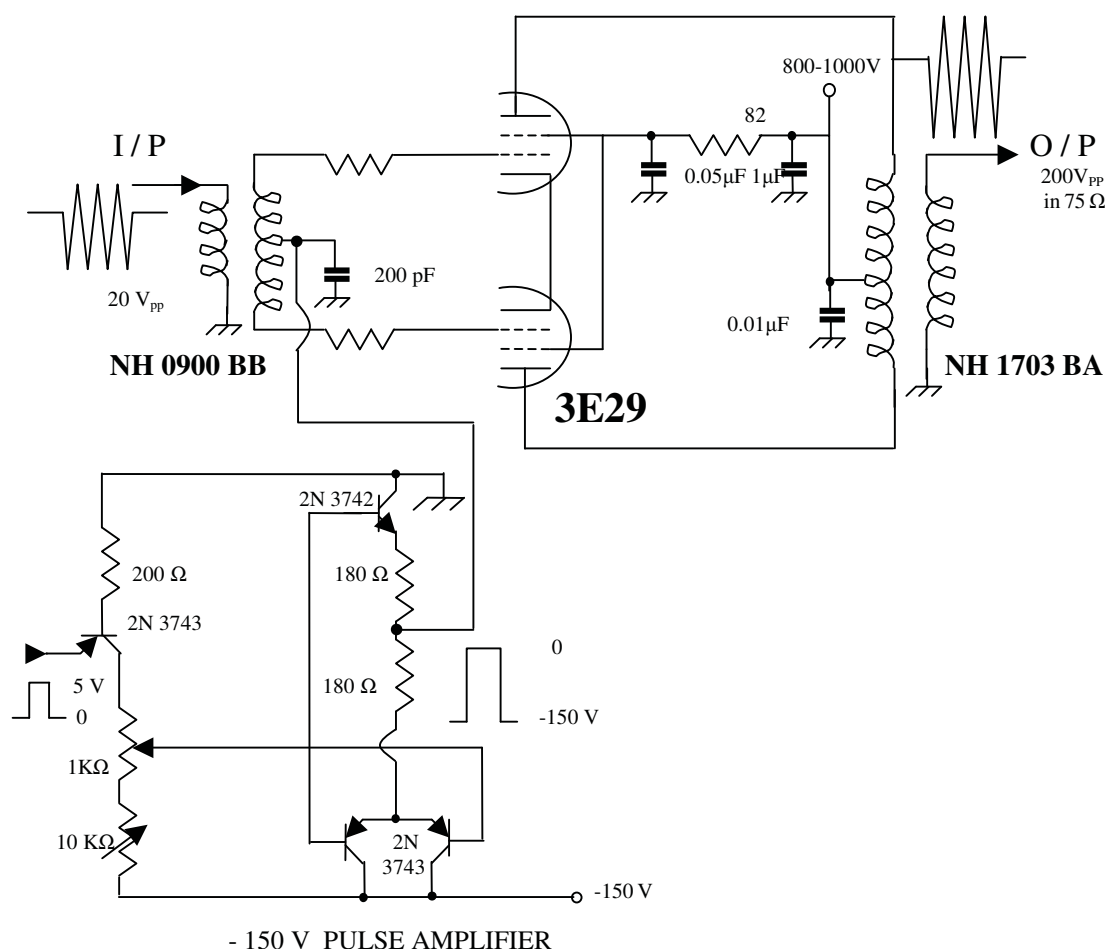 800-1000V
82
I / P
O / P
0.05μF 1μF
200VPP
in 75 Ω
20 Vpp
200 pF
0.01μF
NH 0900 BB
NH 1703 BA
3E29
2N 3742
200 Ω
180 Ω
2N 3743
180 Ω
0
5 V
0
-150 V
1KΩ
10 KΩ
2N
3743
-150 V
- 150 V PULSE AMPLIFIER